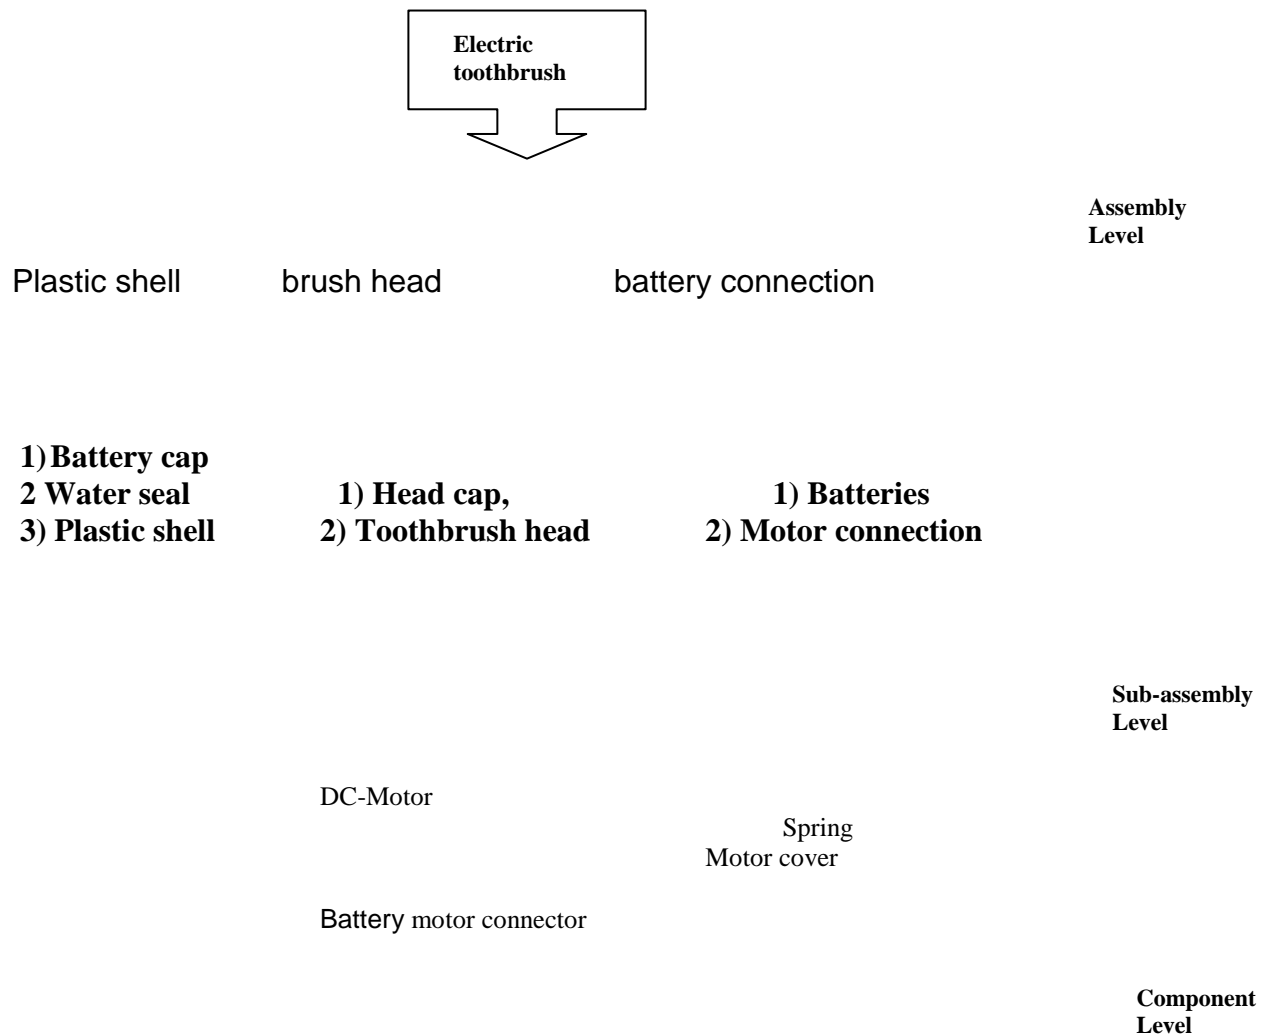 Electric
toothbrush
Assembly
Level
Plastic shell brush head battery connection
1) Battery cap
2 Water seal 1) Head cap, 1) Batteries
3) Plastic shell 2) Toothbrush head 2) Motor connection
Sub-assembly
Level
DC-Motor
Spring
Motor cover
Battery motor connector
Component
Level